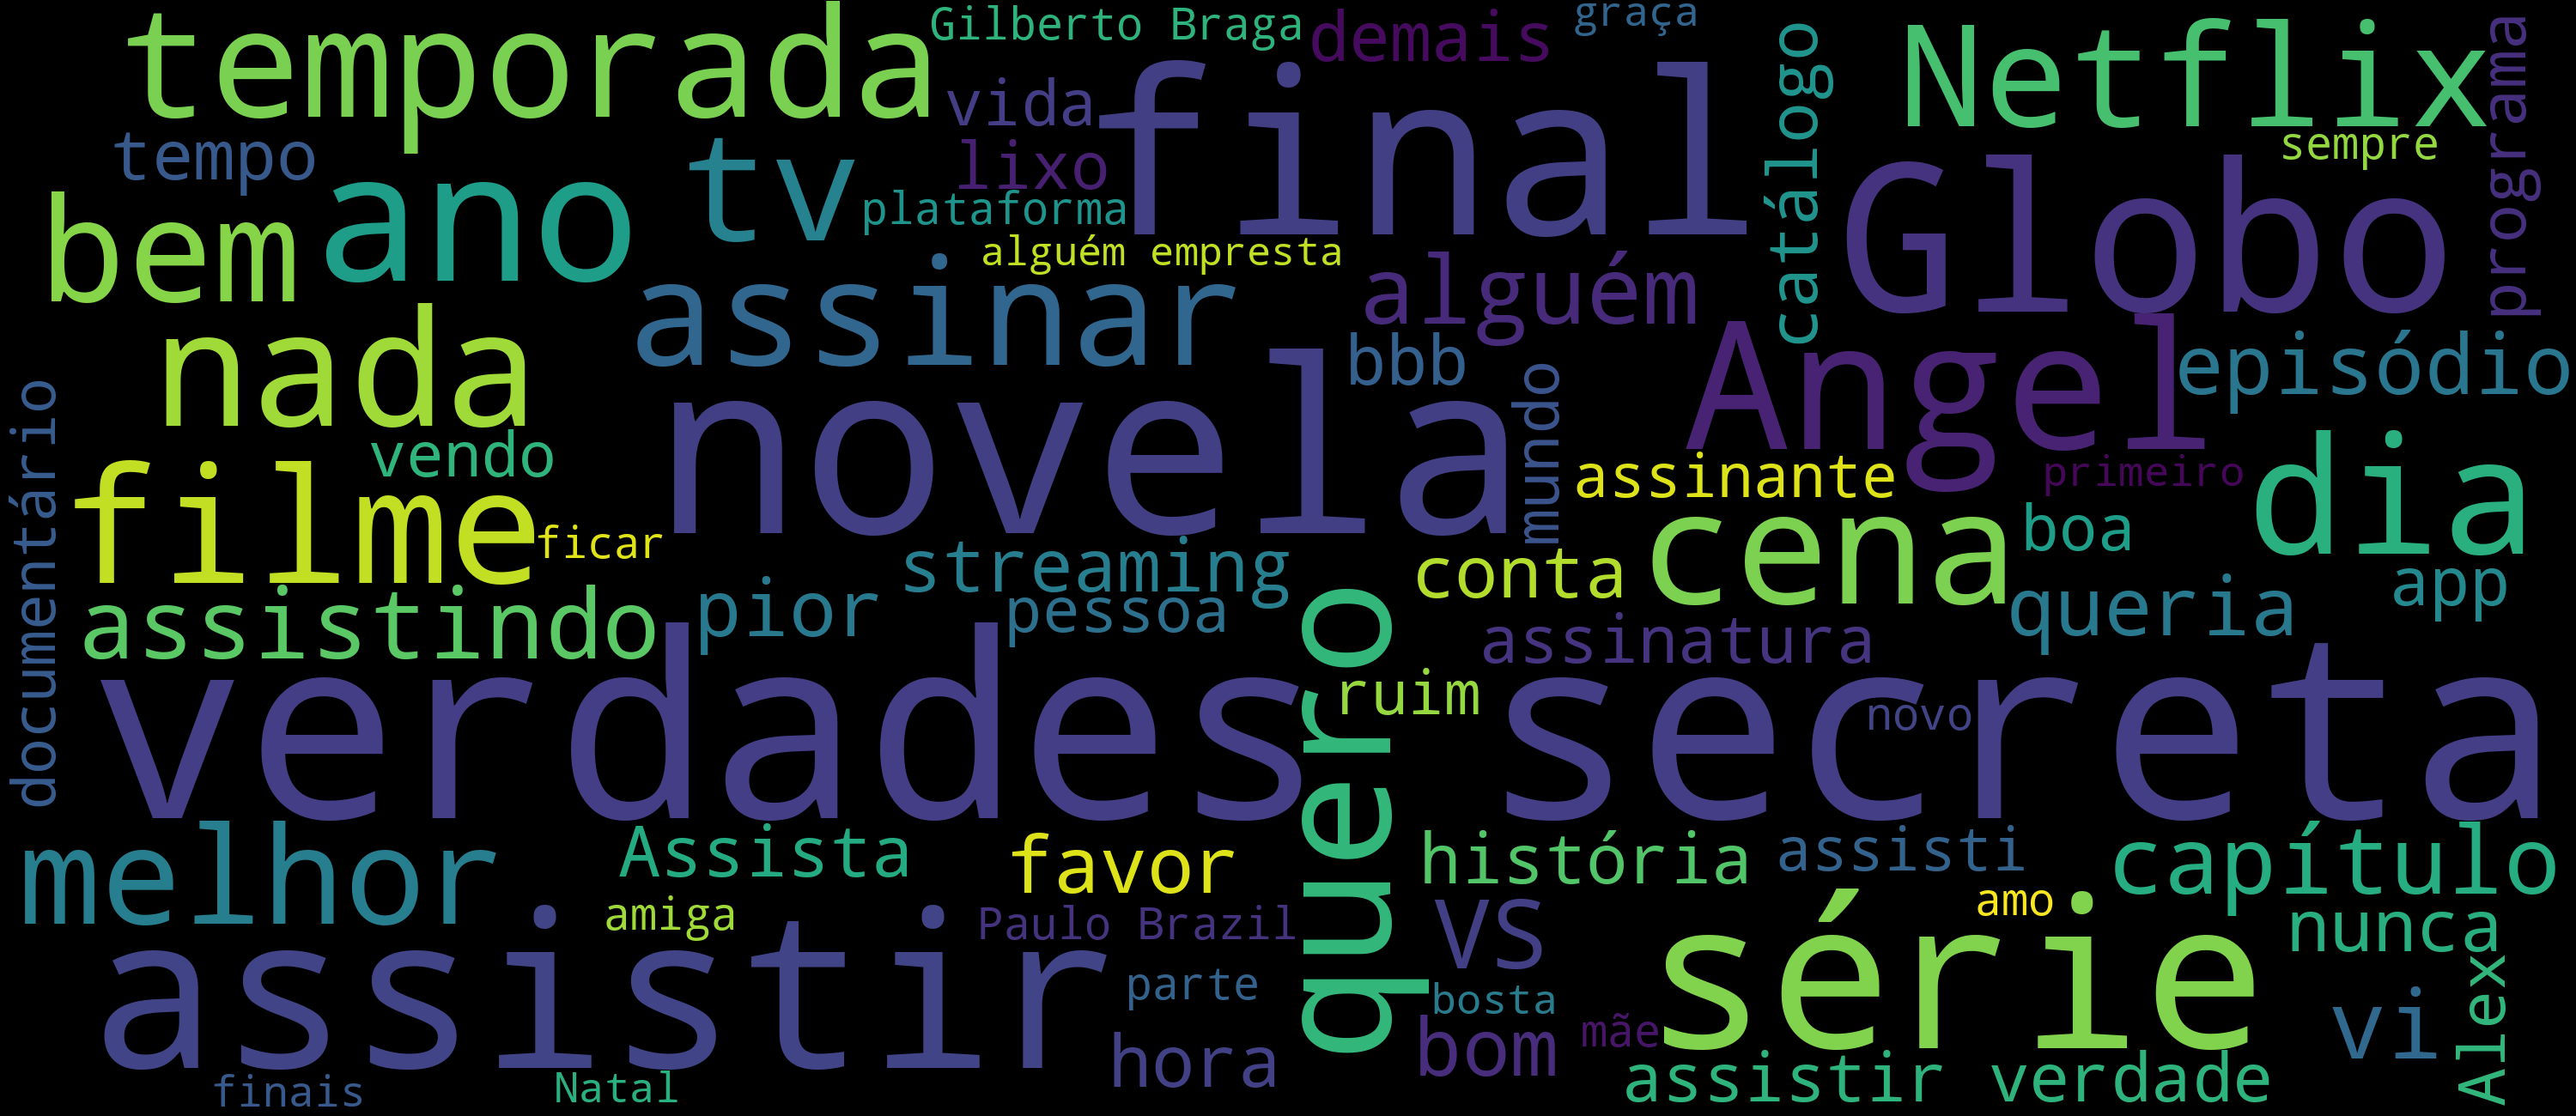 temporada
Gilberto Braga
demais
graça
Netflix
programa
catálogo
vida
final
tempo
tv
lixo
sempre
bem
ano
plataforma
Globo
alguém empresta
assinar
alguém
nada
novela
bbb
Angel
episódio
mundo
documentário
vendo
filme
ficar
assinante
primeiro
dia
streaming
conta
cena
boa
assistindo
pior
pessoa
queria
app
quero
assinatura
verdades
ruim
secreta
novo
melhor
Assista
favor
história
assisti
capítulo
amiga
Paulo Brazil
VS
amo
nunca
assistir
parte
bosta
série
vi
Alex
hora
bom
mãe
finais
Natal
assistir verdade